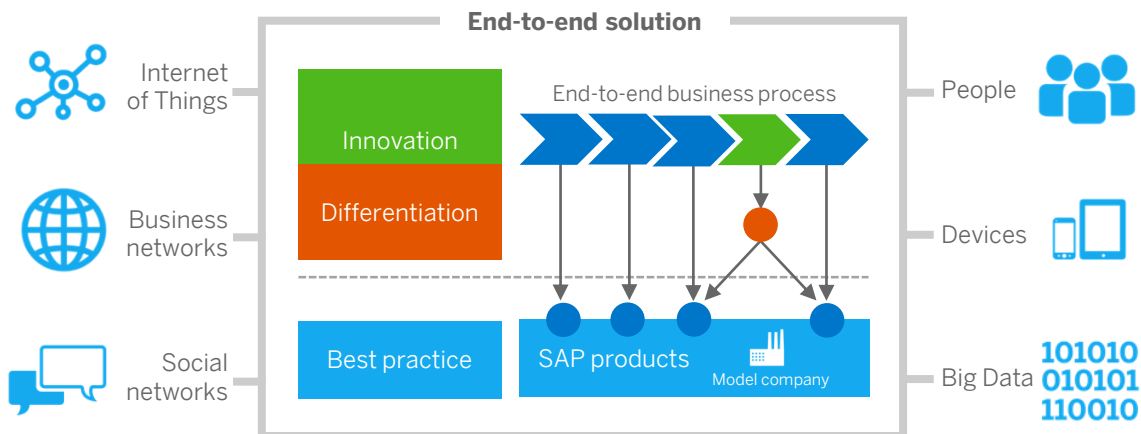 End-to-end solution
Internet
of Things
Business
networks
Social
networks
Innovation
Differentiation
Best practice
End-to-end business process
SAP products
Model company
People
Devices
Big Data
101010
010101
110010